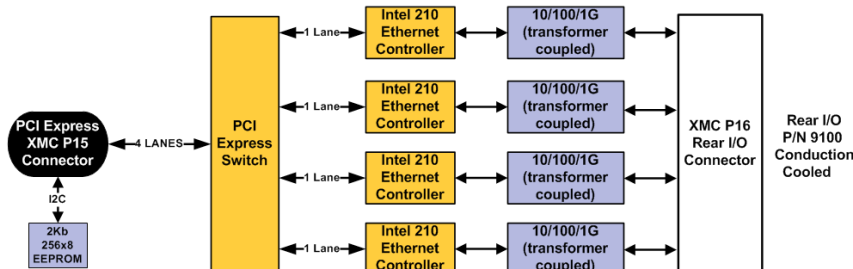 PCI Express
XMC P15
Connector
I2C
2Kb
256x8
EEPROM
4 LANES
PCI
Express
Switch
1 Lane
Intel 210
Ethernet
Controller
10/100/1G
(transformer
coupled)
1 Lane
Intel 210
Ethernet
Controller
10/100/1G
(transformer
coupled)
1 Lane
Intel 210
Ethernet
Controller
10/100/1G
(transformer
coupled)
1 Lane
Intel 210
Ethernet
Controller
10/100/1G
(transformer
coupled)
XMC P16
Rear I/O
Connector
Rear I/O
P/N 9100
Conduction
Cooled